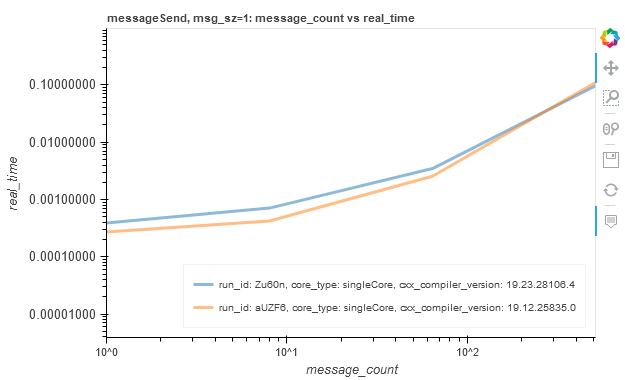 messageSend, msg_sz=1: message_count vs real_time
real_time
0.10000000
0.01000000
0.00100000
0.00010000
0.00001000
run_id: Zu60n, core_type: singleCore, cxx_compiler_version: 19.23.28106.4
run_id: aUZF6, core_type: singleCore, cxx_compiler_version: 19.12.25835.0
10^0
10^1
10^2
message_count